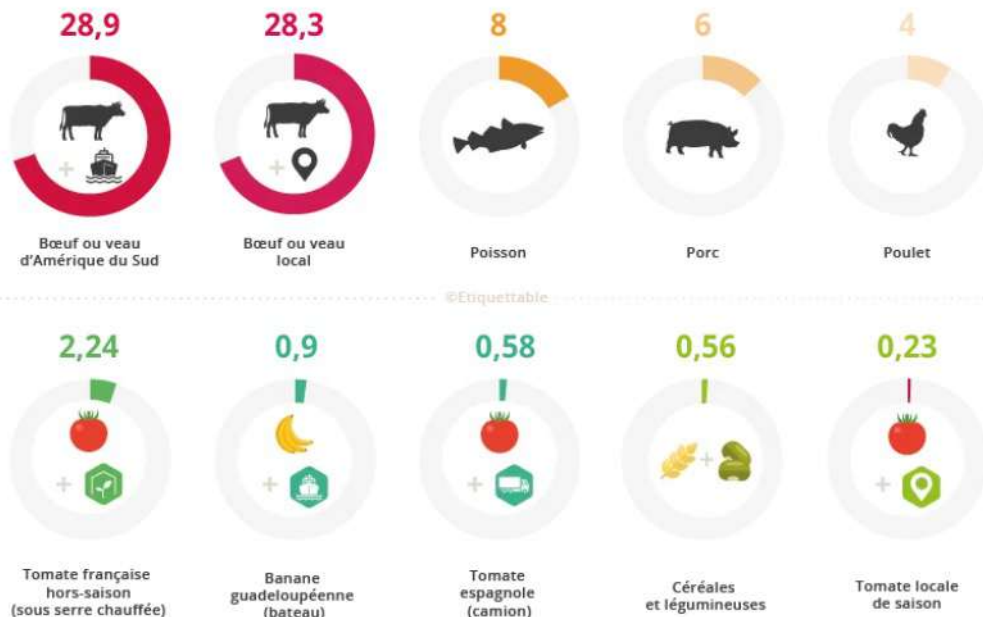 28,9
28,3
8
6
4
Bœuf ou veau
d'Amérique du Sud
Bœuf ou veau
local
Poisson
Porc
Poulet
©Etiquettable
2,24
0,9
0,58
0,56
0,23
Tomate française
hors-saison
(sous serre chauffée)
Banane
guadeloupéenne
(bateau)
Tomate
espagnole
(camion)
Céréales
et légumineuses
Tomate locale
de saison